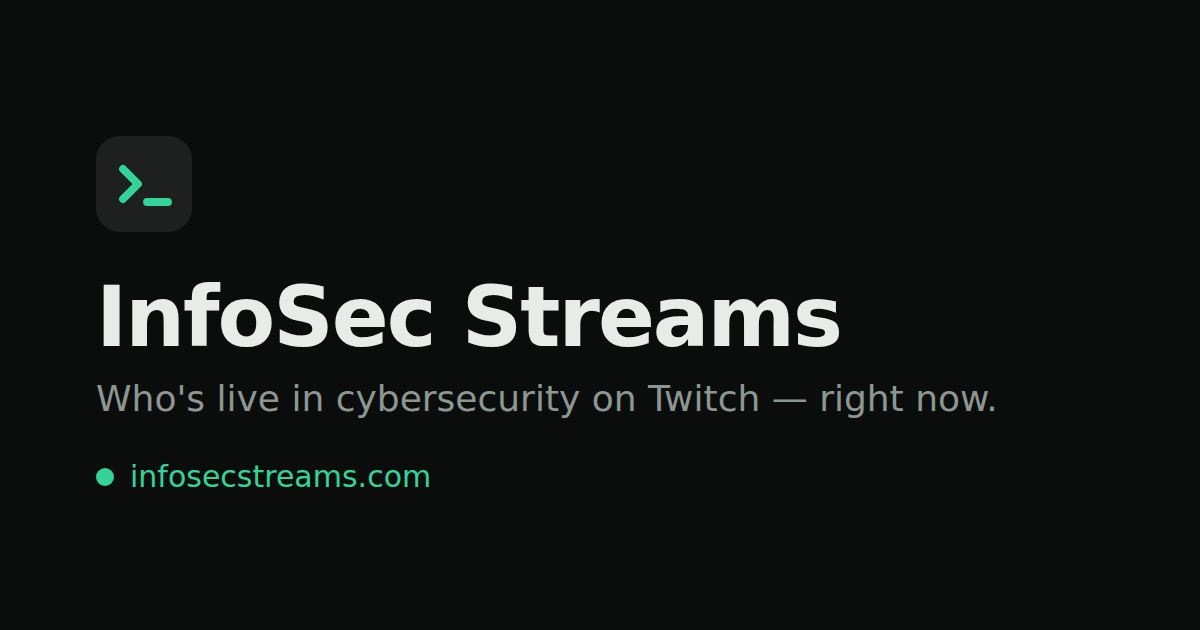 InfoSec Streams
Who's live in cybersecurity on Twitch — right now.
infosecstreams.com